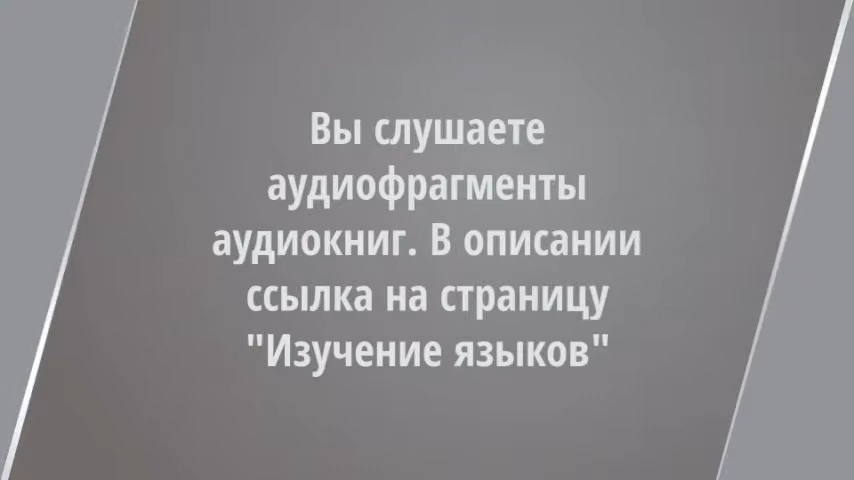 Вы слушаете
аудиофрагменты
аудиокниг. В описании
ссылка на страницу
"Изучение языков"